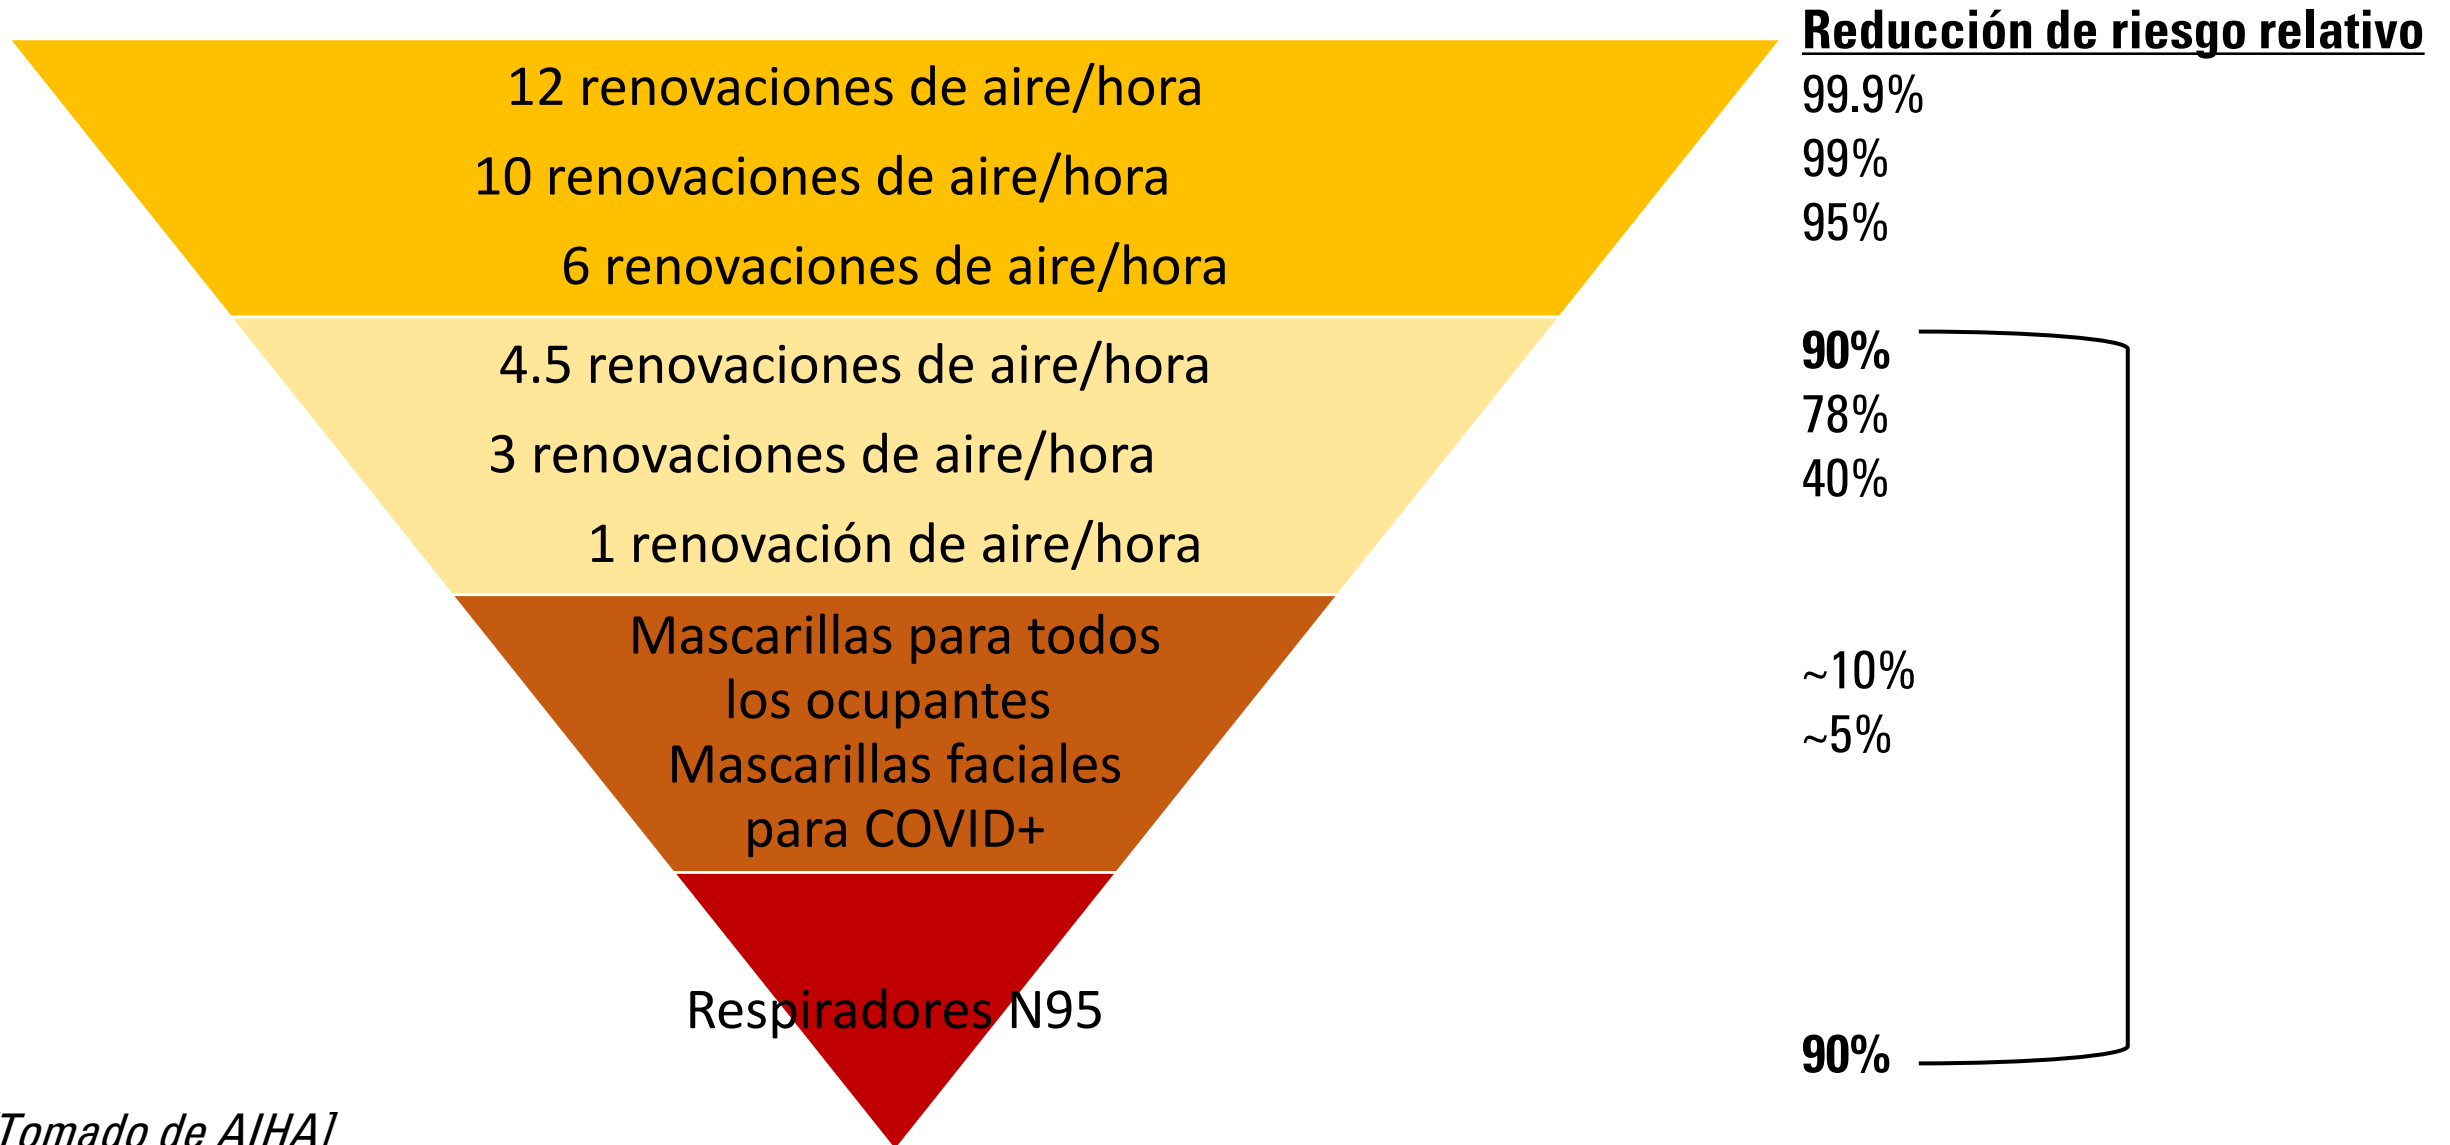 Reducción de riesgo relativo
12 renovaciones de aire/hora
99.9%
10 renovaciones de aire/hora
99%
95%
6 renovaciones de aire/hora
4.5 renovaciones de aire/hora
90%
78%
3 renovaciones de aire/hora
40%
1 renovación de aire/hora
Mascarillas para todos
los ocupantes
~10%
~5%
Mascarillas faciales
para COVID+
Respiradores N95
90%
Tomado de AIHA]